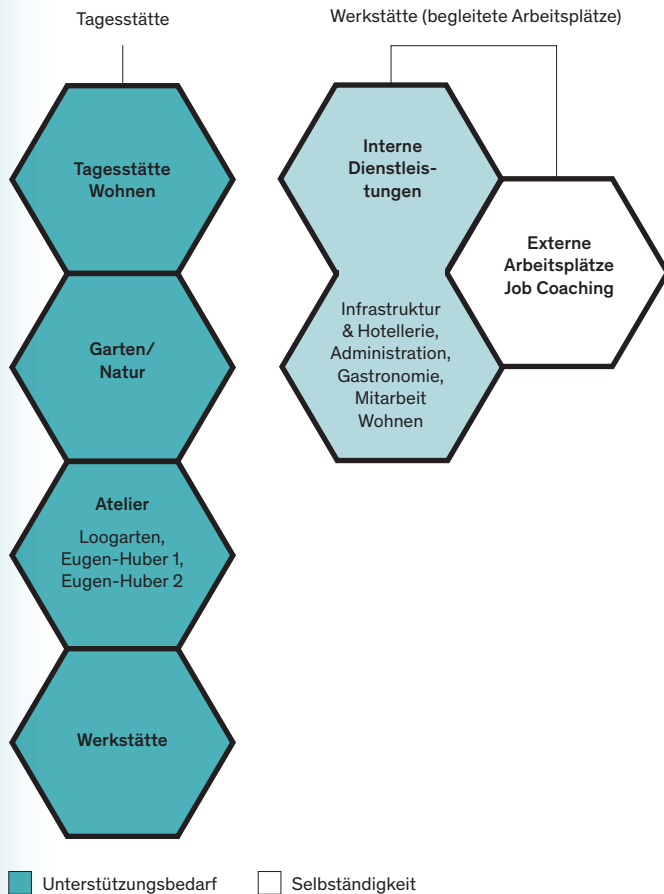 Tagesstätte
Werkstätte (begleitete Arbeitsplätze)
Tagesstätte
Wohnen
Garten/
Natur
Atelier
Loogarten,
Eugen-Huber 1,
Eugen-Huber 2
Werkstätte
Interne
Dienstleis-
tungen
Infrastruktur
& Hotellerie,
Administration,
Gastronomie,
Mitarbeit
Wohnen
Externe
Arbeitsplätze
Job Coaching
Unterstützungsbedarf
Selbständigkeit